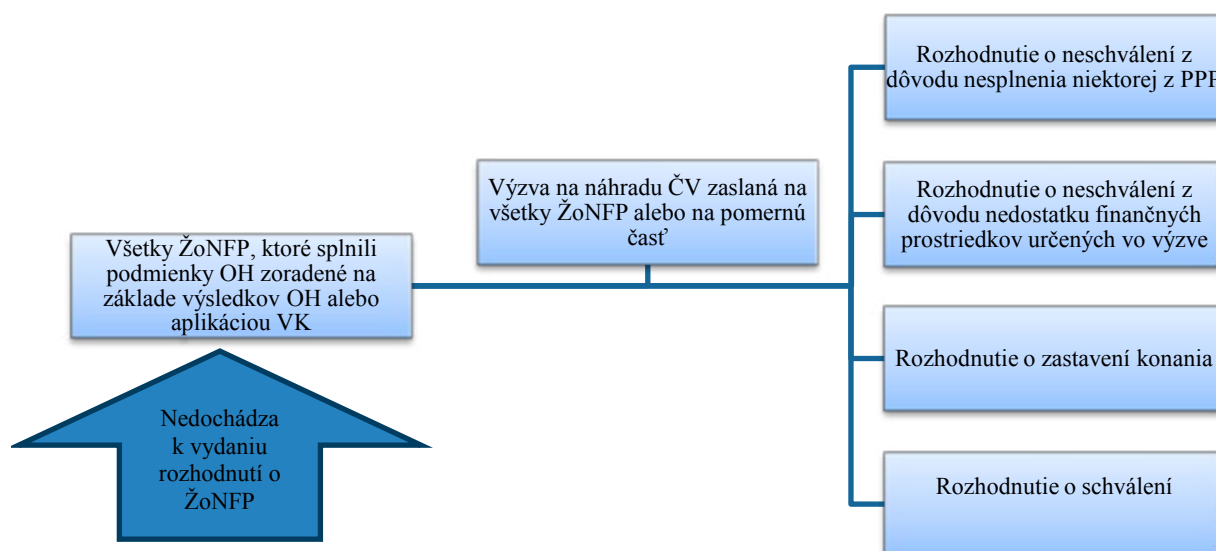 Všetky ŽoNFP, ktoré splnili
podmienky OH zoradené na
základe výsledkov OH alebo
aplikáciou VK
Nedochádza
k vydaniu
rozhodnutí o
ŽoNFP
Výzva na náhradu ČV zaslaná na
všetky ŽoNFP alebo na pomernú
časť
Rozhodnutie o neschválení z
dôvodu nesplnenia niektorej z PPP
Rozhodnutie o neschválení z
dôvodu nedostatku finančných
prostriedkov určených vo výzve
Rozhodnutie o zastavení konania
Rozhodnutie o schválení